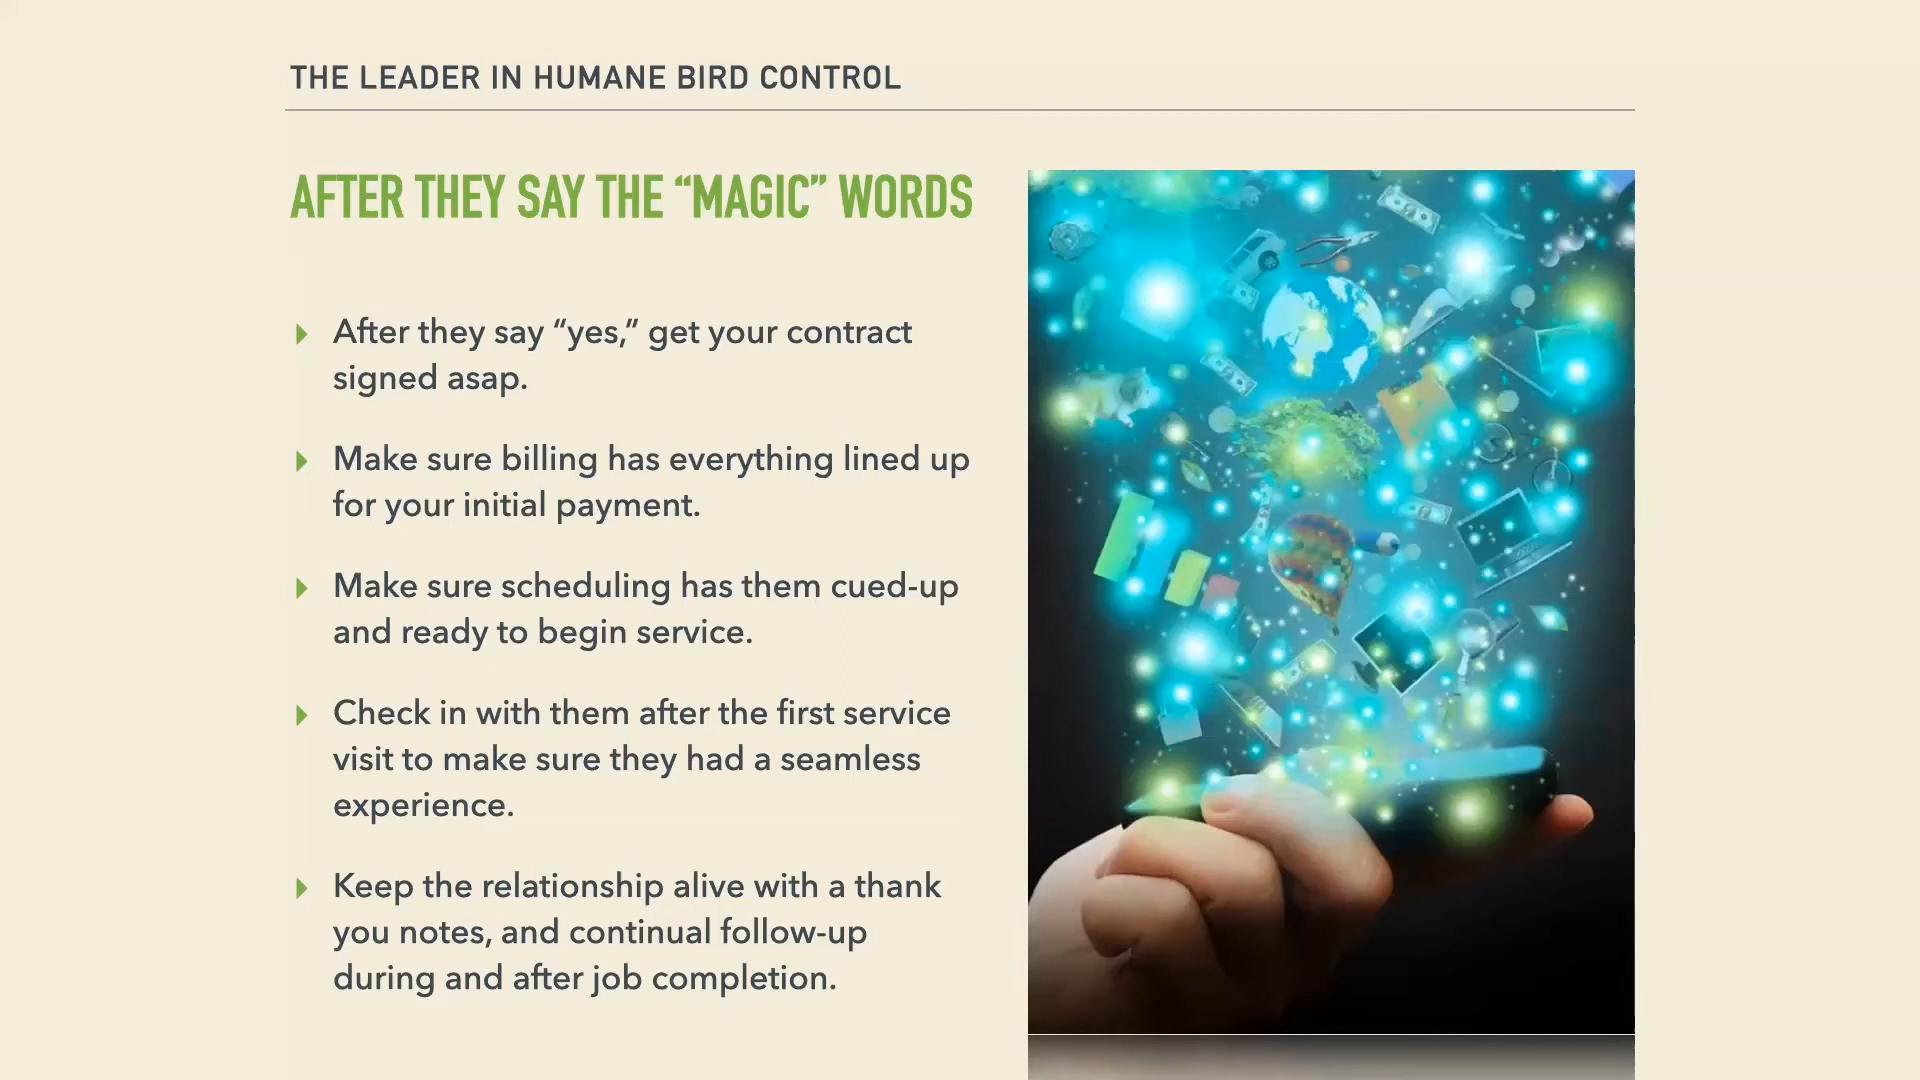 THE LEADER IN HUMANE BIRD CONTROL
AFTER THEY SAY THE “MAGIC” WORDS
After they say “yes,” get your contract
signed asap.
Make sure billing has everything lined up
for your initial payment.
Make sure scheduling has them cued-up
and ready to begin service.
Check in with them after the first service
visit to make sure they had a seamless
experience.
Keep the relationship alive with a thank
you notes, and continual follow-up
during and after job completion.